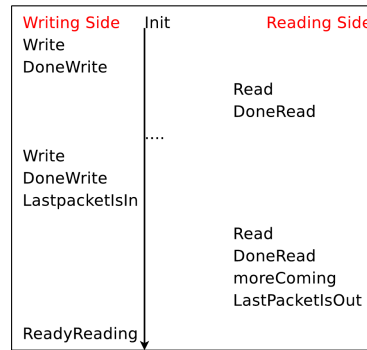 Writing Side Init Reading Side
Write
DoneWrite
Read
DoneRead
....
Write
DoneWrite
LastpacketIsIn
Read
DoneRead
moreComing
LastPacketIsOut
ReadyReading